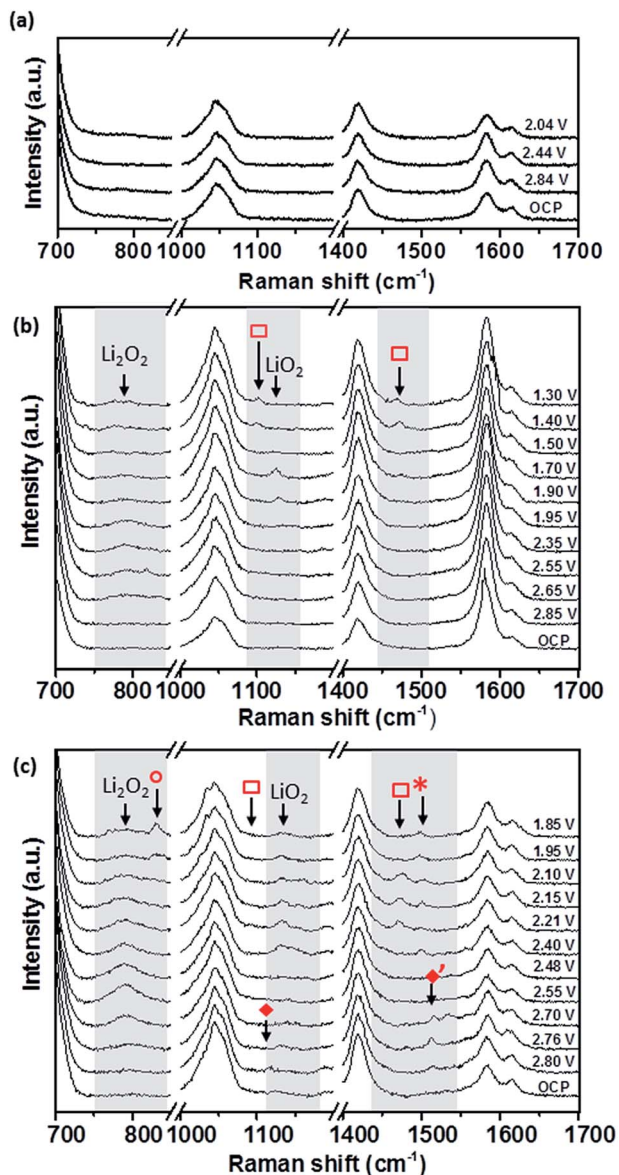 (a)
Intensity (a.u.)
2.04 V
2.44 V
2.84 V
OCP
700 800 1000 1100 1400 1500 1600 1700
Raman shift (cm⁻¹)
(b)
Intensity (a.u.)
Li₂O₂
LiO₂
1.30 V
1.40 V
1.50 V
1.70 V
1.90 V
1.95 V
2.35 V
2.55 V
2.65 V
2.85 V
OCP
700 800 1000 1100 1400 1500 1600 1700
Raman shift (cm⁻¹)
(c)
Intensity (a.u.)
Li₂O₂
LiO₂
*
1.85 V
1.95 V
2.10 V
2.15 V
2.21 V
2.40 V
2.48 V
2.55 V
2.70 V
2.76 V
2.80 V
OCP
700 800 1000 1100 1400 1500 1600 1700
Raman shift (cm⁻¹)